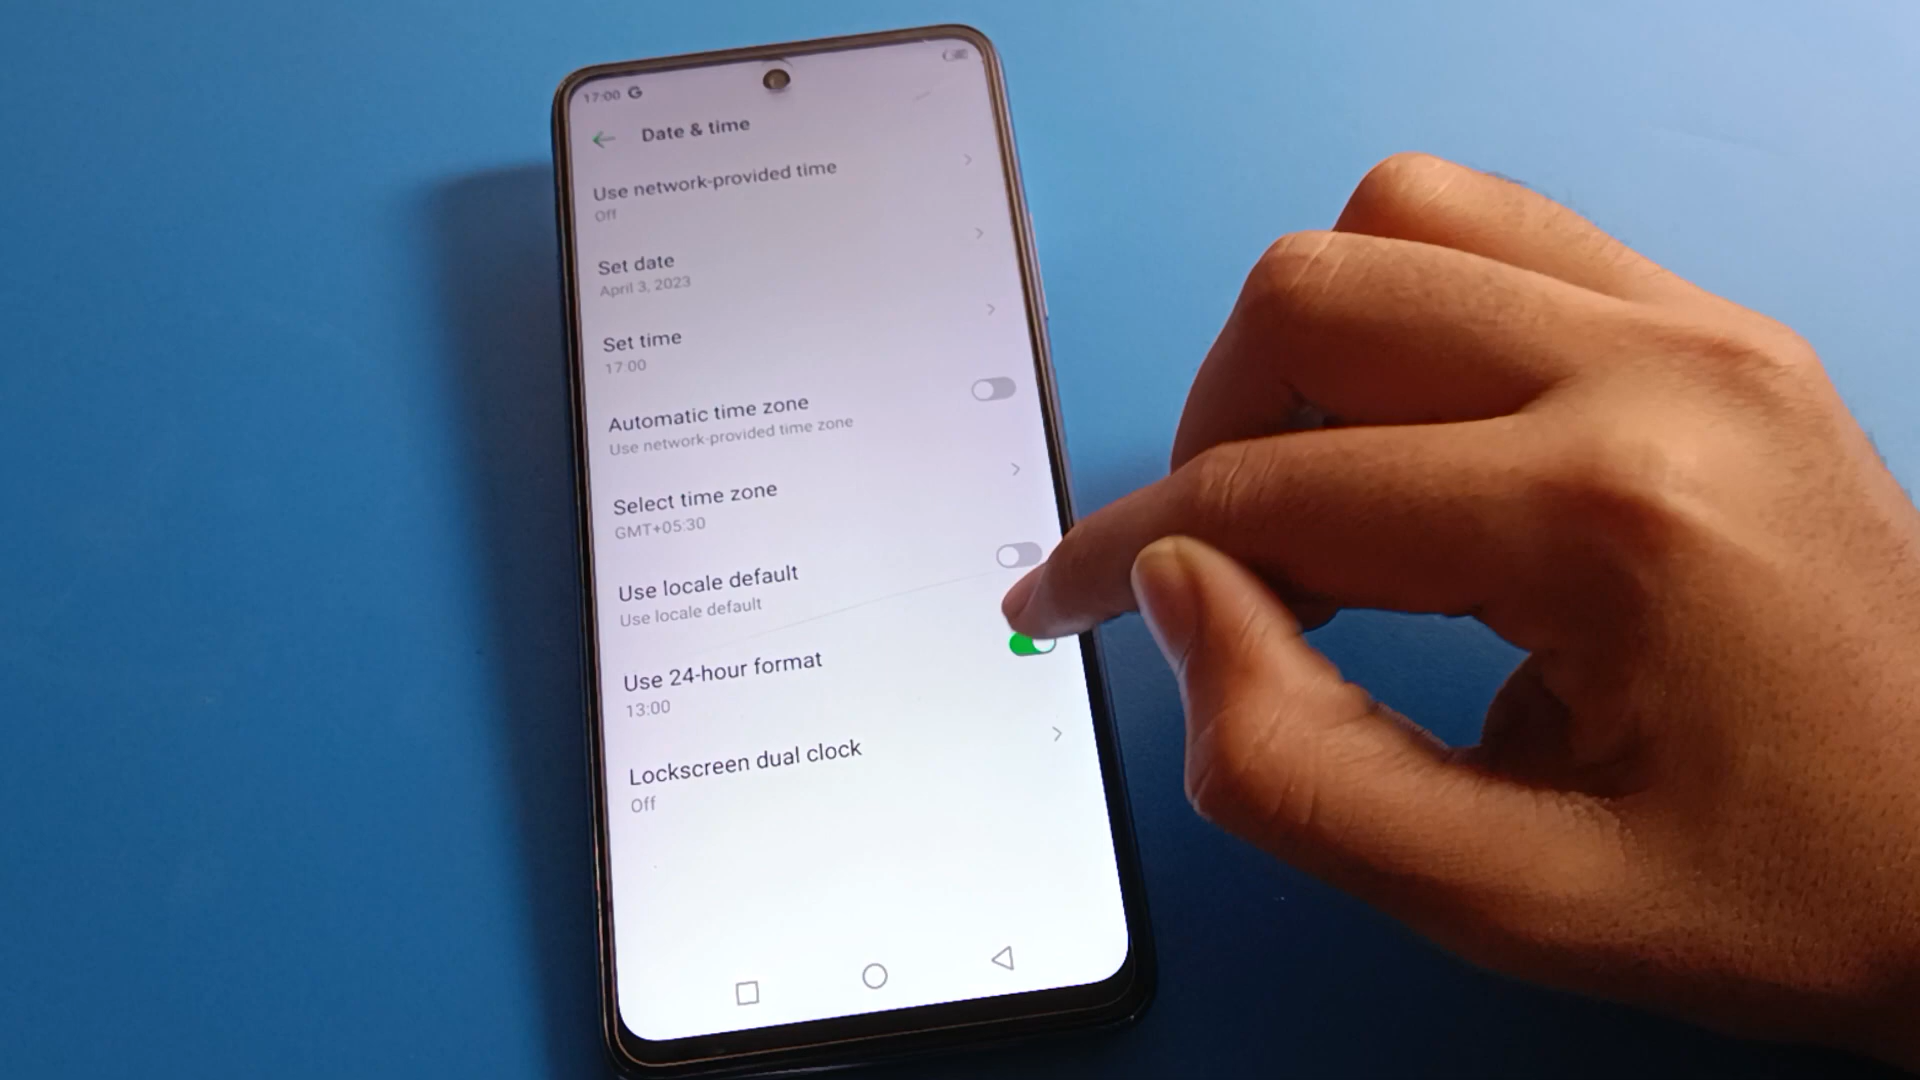 17:00 G
Date & time
Use network-provided time
Off
Set date
April 3, 2023
Set time
17:00
Automatic time zone
Use network-provided time zone
Select time zone
GMT+05:30
Use locale default
Use locale default
Use 24-hour format
13:00
Lockscreen dual clock
Off